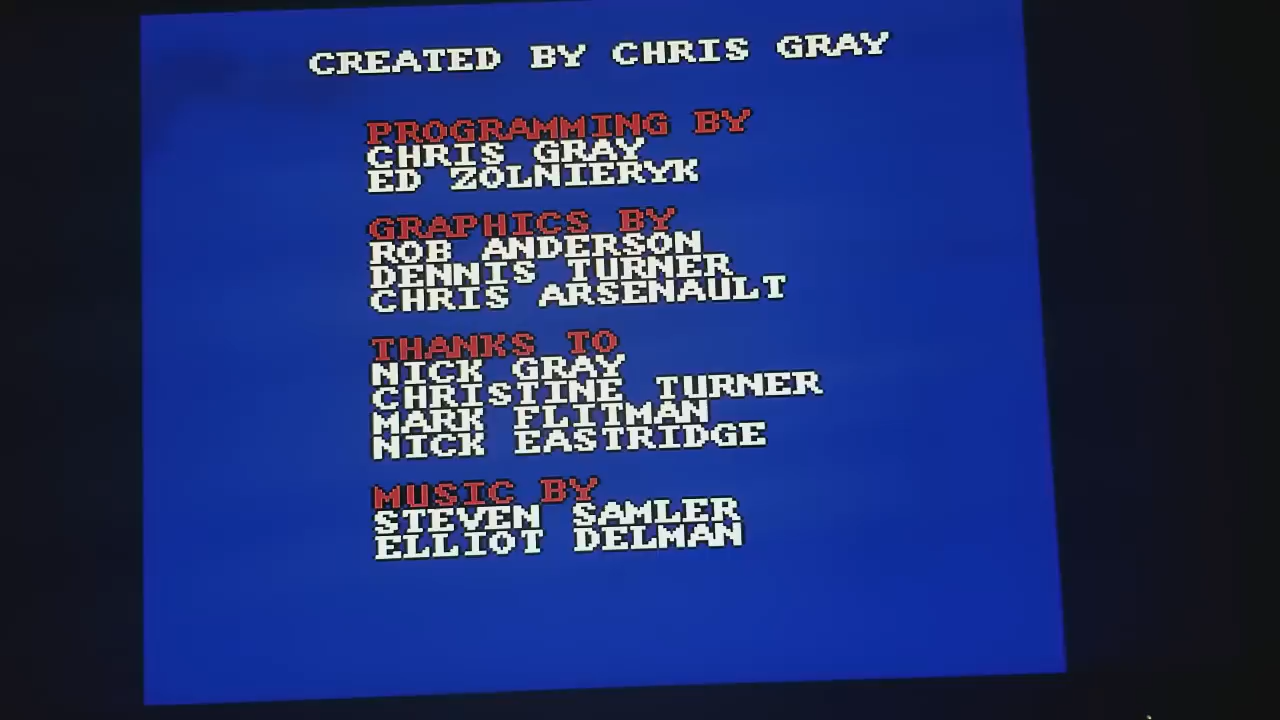 CREATED BY CHRIS GRAY
PROGRAMMING BY
CHRIS GRAY
ED ZOLNIERYK
GRAPHICS BY
ROB ANDERSON
DENNIS TURNER
CHRIS ARSENAULT
THANKS TO
NICK GRAY
CHRISTINE TURNER
MARK FLITMAN
NICK EASTRIDGE
MUSIC BY
STEVEN SAMLER
ELLIOT DELMAN